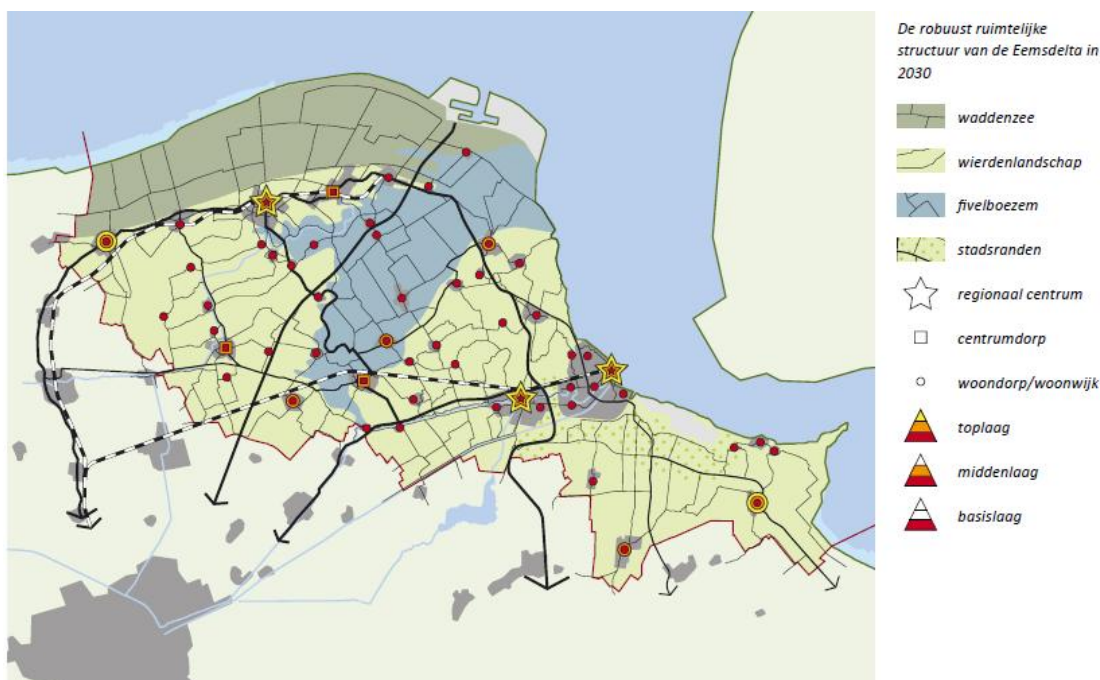 De robuust ruimtelijke
structuur van de Eemsdelta in
2030
waddenzee
wierdenlandschap
fivelboezem
stadsranden
regionaal centrum
centrumdorp
woondorp/woonwijk
toplaag
middenlaag
basislaag